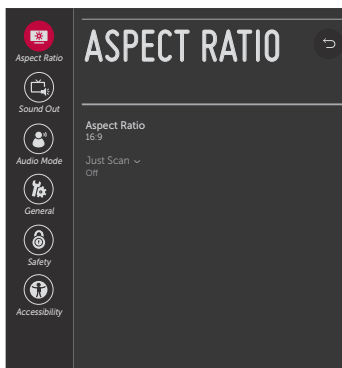 Aspect Ratio
Sound Out
Audio Mode
General
Safety
Accessibility
ASPECT RATIO
Aspect Ratio
16:9
Just Scan
Off